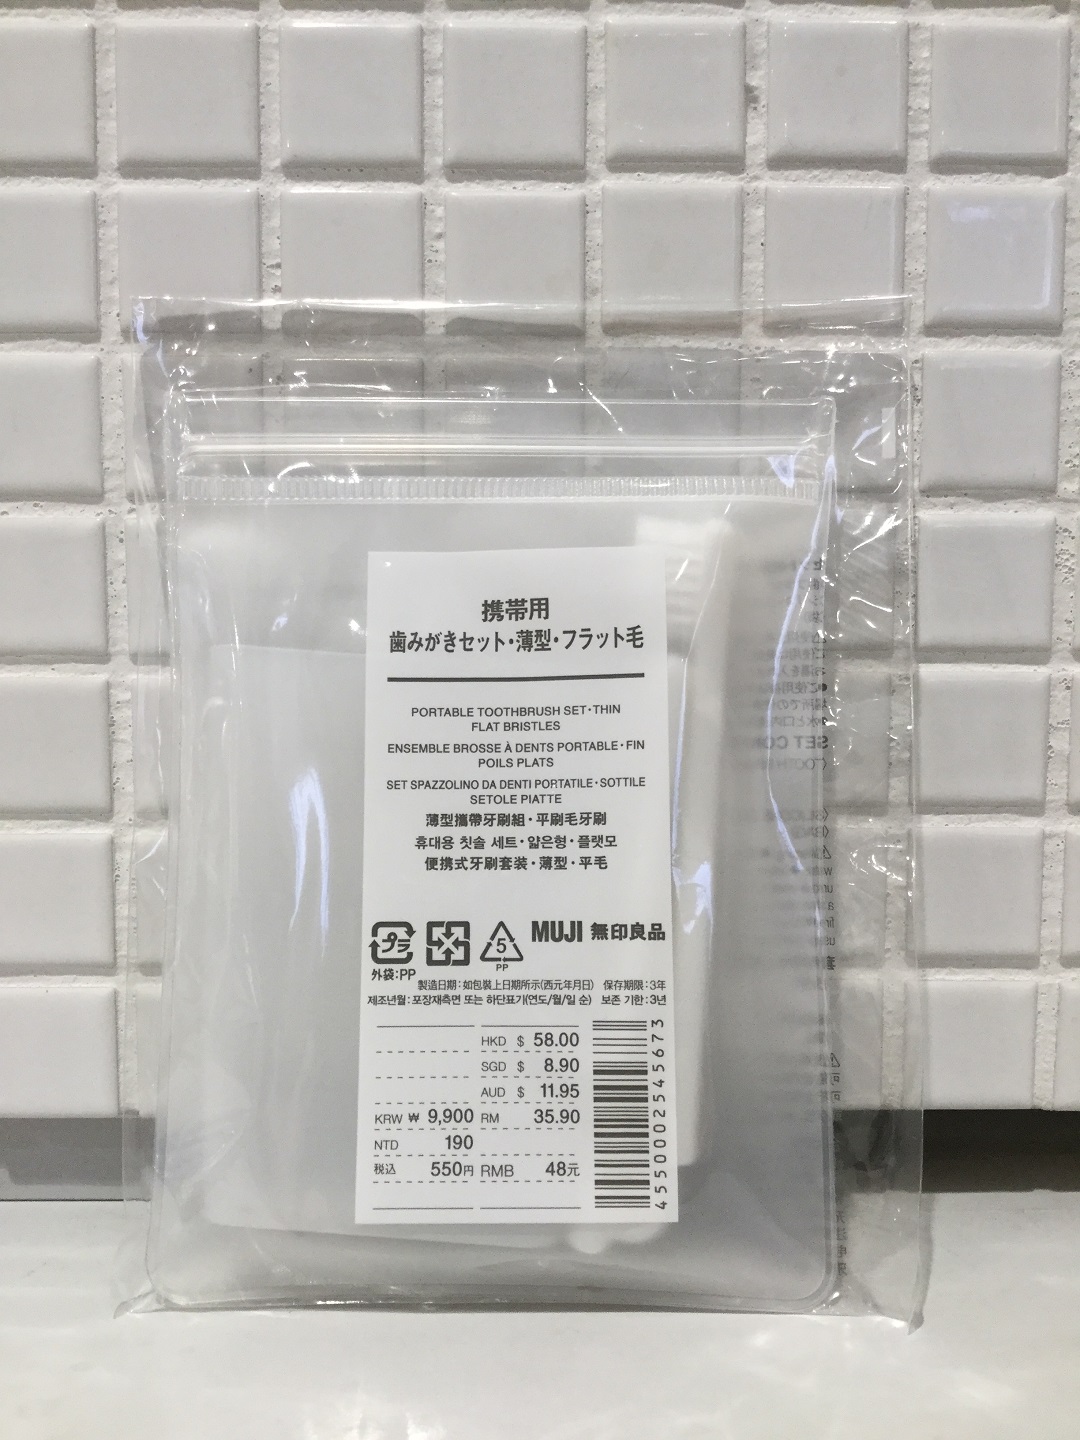 携帯用
歯みがきセット・薄型・フラット毛
PORTABLE TOOTHBRUSH SET・THIN
FLAT BRISTLES
ENSEMBLE BROSSE À DENTS PORTABLE・FIN
POILS PLATS
SET SPAZZOLINO DA DENTI PORTATILE・SOTTILE
SETOLE PIATTE
薄型攜帶牙刷組・平刷毛牙刷
휴대용 칫솔 세트・얇은형・플랫모
便携式牙刷套装・薄型・平毛
プラ 5 MUJI 無印良品
外袋:PP PP
製造日期:如包裝上日期所示(西元年月日) 保存期限:3年
제조년월:포장재측면 또는 하단표기(연도/월/일 순) 보존 기한:3년
HKD $ 58.00
SGD $ 8.90
AUD $ 11.95
KRW ₩ 9,900 RM 35.90
NTD 190
税込 550円 RMB 48元
4550002545673